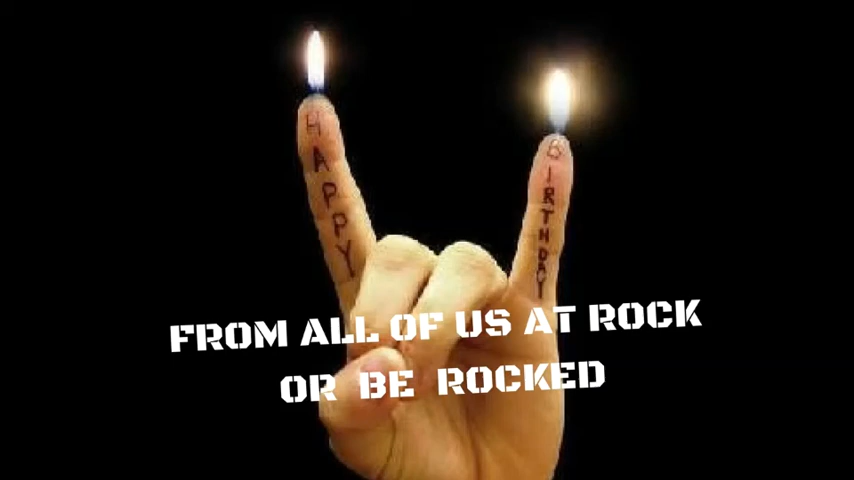 HAPPY
BIRTHDAY
FROM ALL OF US AT ROCK
OR BE ROCKED